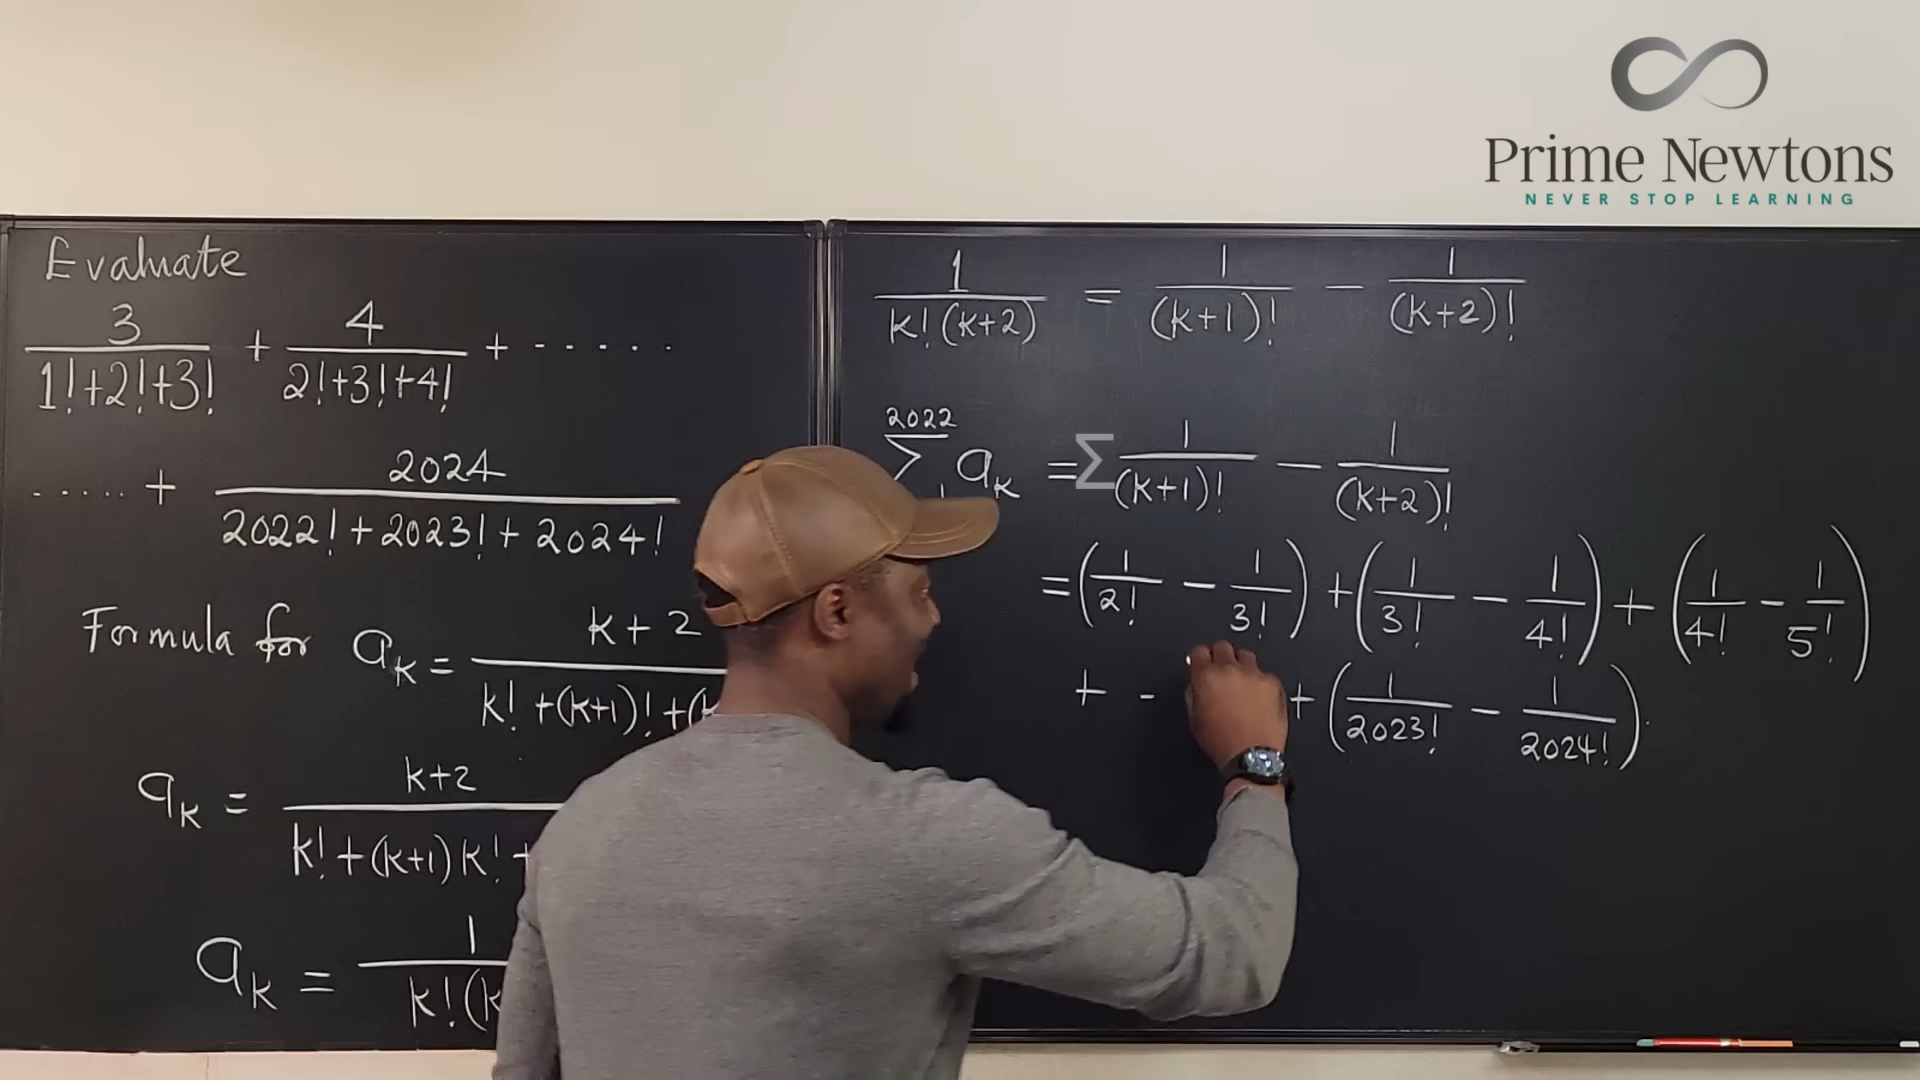 Prime Newtons
NEVER STOP LEARNING
Evaluate
3/(1!+2!+3!) + 4/(2!+3!+4!) + ·····
····· + 2024/(2022!+2023!+2024!)
Formula for a_k = (k+2)/(k!+(k+1)!+(k
a_k = (k+2)/(k!+(k+1)k!+
a_k = 1/(k!(k
1/(k!(k+2)) = 1/(k+1)! − 1/(k+2)!
2022
∑ a_k = ∑ 1/(k+1)! − 1/(k+2)!
1
= (1/2! − 1/3!) + (1/3! − 1/4!) + (1/4! − 1/5!)
+ - + (1/2023! − 1/2024!)